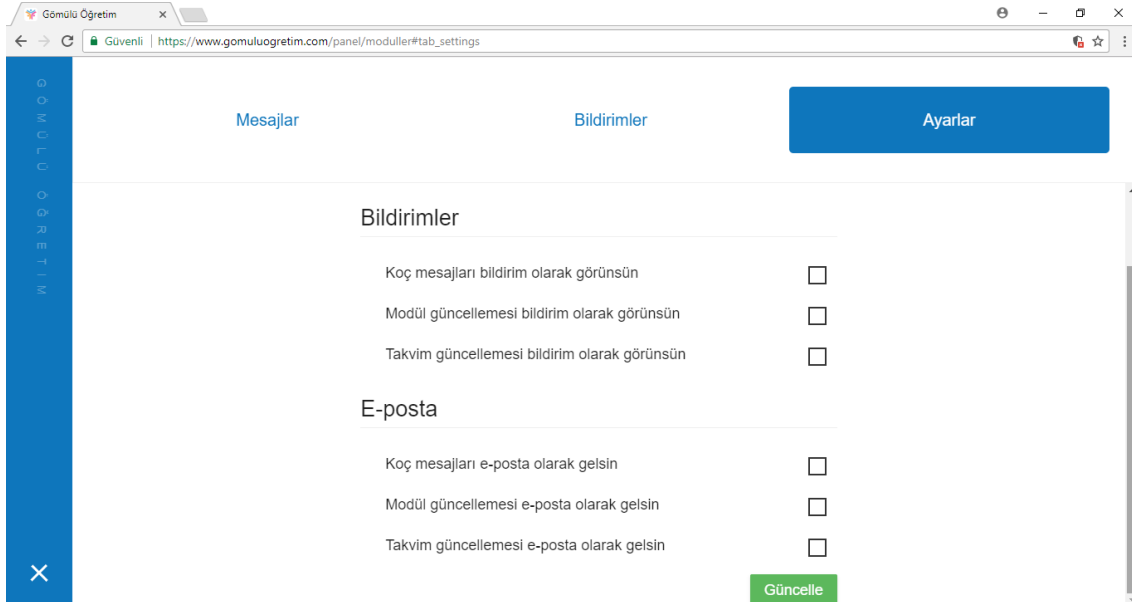 Gömülü Öğretim
Güvenli | https://www.gomuluogretim.com/panel/moduller#tab_settings
GÖMÜLÜ ÖĞRETİM
Mesajlar
Bildirimler
Ayarlar
Bildirimler
Koç mesajları bildirim olarak görünsün
Modül güncellemesi bildirim olarak görünsün
Takvim güncellemesi bildirim olarak görünsün
E-posta
Koç mesajları e-posta olarak gelsin
Modül güncellemesi e-posta olarak gelsin
Takvim güncellemesi e-posta olarak gelsin
Güncelle